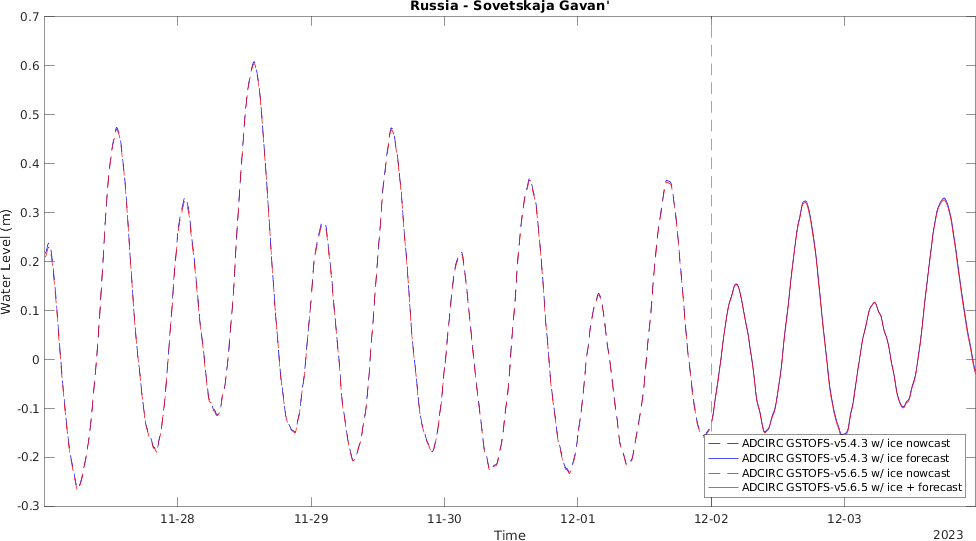 Russia - Sovetskaja Gavan'
0.7
0.6
0.5
0.4
0.3
0.2
0.1
0
-0.1
-0.2
-0.3
Water Level (m)
11-28
11-29
11-30
12-01
12-02
12-03
Time
2023
ADCIRC GSTOFS-v5.4.3 w/ ice nowcast
ADCIRC GSTOFS-v5.4.3 w/ ice forecast
ADCIRC GSTOFS-v5.6.5 w/ ice nowcast
ADCIRC GSTOFS-v5.6.5 w/ ice + forecast